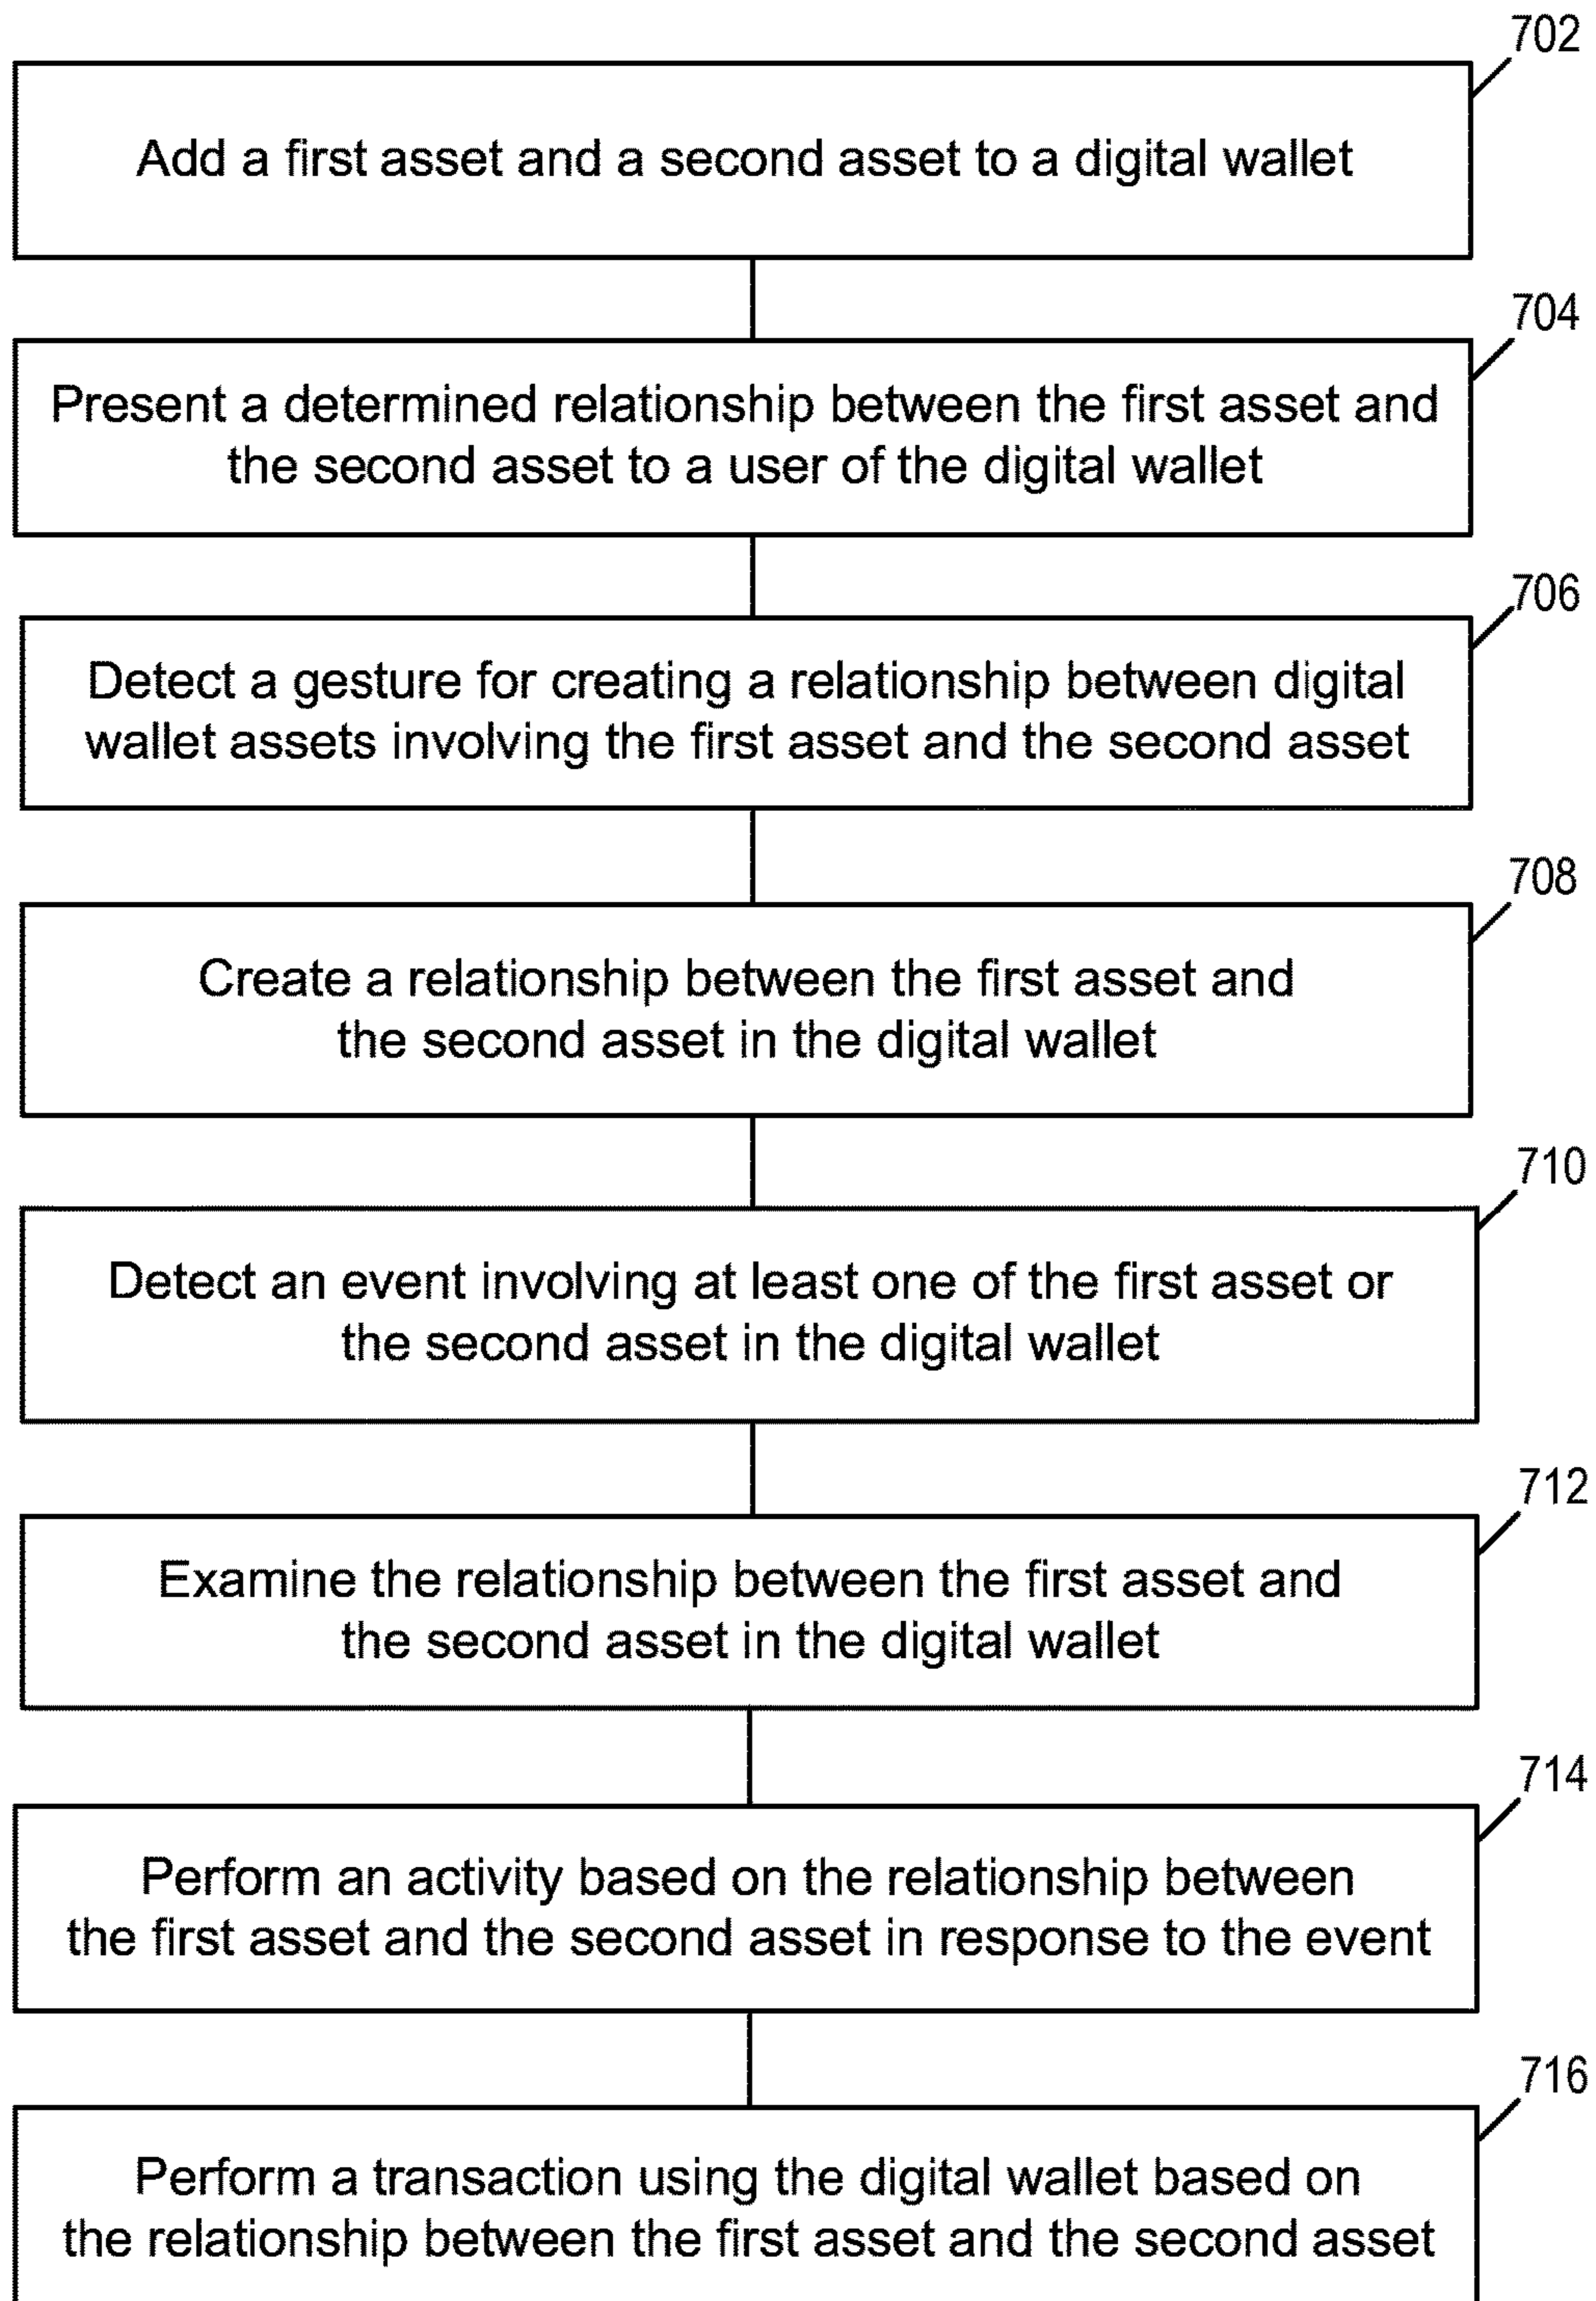 702
Add a first asset and a second asset to a digital wallet
704
Present a determined relationship between the first asset and
the second asset to a user of the digital wallet
706
Detect a gesture for creating a relationship between digital
wallet assets involving the first asset and the second asset
708
Create a relationship between the first asset and
the second asset in the digital wallet
710
Detect an event involving at least one of the first asset or
the second asset in the digital wallet
712
Examine the relationship between the first asset and
the second asset in the digital wallet
714
Perform an activity based on the relationship between
the first asset and the second asset in response to the event
716
Perform a transaction using the digital wallet based on
the relationship between the first asset and the second asset